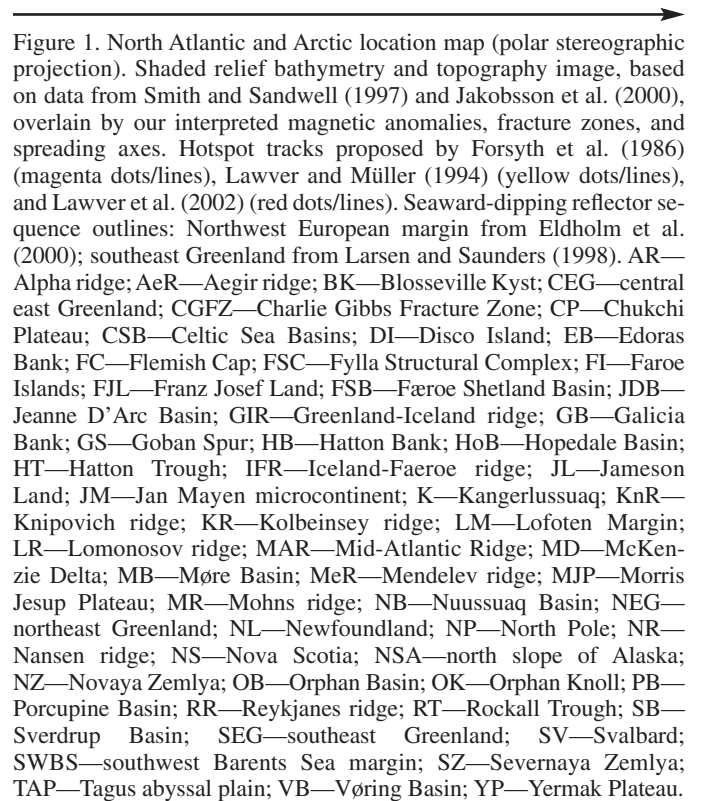 Figure 1. North Atlantic and Arctic location map (polar stereographic
projection). Shaded relief bathymetry and topography image, based
on data from Smith and Sandwell (1997) and Jakobsson et al. (2000),
overlain by our interpreted magnetic anomalies, fracture zones, and
spreading axes. Hotspot tracks proposed by Forsyth et al. (1986)
(magenta dots/lines), Lawver and Müller (1994) (yellow dots/lines),
and Lawver et al. (2002) (red dots/lines). Seaward-dipping reflector se-
quence outlines: Northwest European margin from Eldholm et al.
(2000); southeast Greenland from Larsen and Saunders (1998). AR—
Alpha ridge; AeR—Aegir ridge; BK—Blosseville Kyst; CEG—central
east Greenland; CGFZ—Charlie Gibbs Fracture Zone; CP—Chukchi
Plateau; CSB—Celtic Sea Basins; DI—Disco Island; EB—Edoras
Bank; FC—Flemish Cap; FSC—Fylla Structural Complex; FI—Faroe
Islands; FJL—Franz Josef Land; FSB—Færoe Shetland Basin; JDB—
Jeanne D’Arc Basin; GIR—Greenland-Iceland ridge; GB—Galicia
Bank; GS—Goban Spur; HB—Hatton Bank; HoB—Hopedale Basin;
HT—Hatton Trough; IFR—Iceland-Faeroe ridge; JL—Jameson
Land; JM—Jan Mayen microcontinent; K—Kangerlussuaq; KnR—
Knipovich ridge; KR—Kolbeinsey ridge; LM—Lofoten Margin;
LR—Lomonosov ridge; MAR—Mid-Atlantic Ridge; MD—McKen-
zie Delta; MB—Møre Basin; MeR—Mendelev ridge; MJP—Morris
Jesup Plateau; MR—Mohns ridge; NB—Nuussuaq Basin; NEG—
northeast Greenland; NL—Newfoundland; NP—North Pole; NR—
Nansen ridge; NS—Nova Scotia; NSA—north slope of Alaska;
NZ—Novaya Zemlya; OB—Orphan Basin; OK—Orphan Knoll; PB—
Porcupine Basin; RR—Reykjanes ridge; RT—Rockall Trough; SB—
Sverdrup Basin; SEG—southeast Greenland; SV—Svalbard;
SWBS—southwest Barents Sea margin; SZ—Severnaya Zemlya;
TAP—Tagus abyssal plain; VB—Vøring Basin; YP—Yermak Plateau.